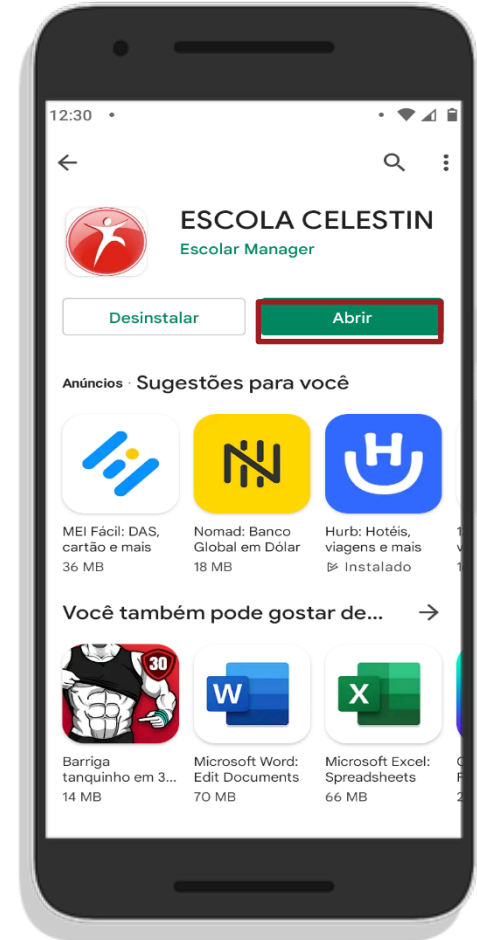 12:30
ESCOLA CELESTIN
Escolar Manager
Desinstalar
Abrir
Anúncios · Sugestões para você
MEI Fácil: DAS,
cartão e mais
36 MB
Nomad: Banco
Global em Dólar
18 MB
Hurb: Hotéis,
viagens e mais
Instalado
Você também pode gostar de...
30
W
X
Barriga
tanquinho em 3...
14 MB
Microsoft Word:
Edit Documents
70 MB
Microsoft Excel:
Spreadsheets
66 MB